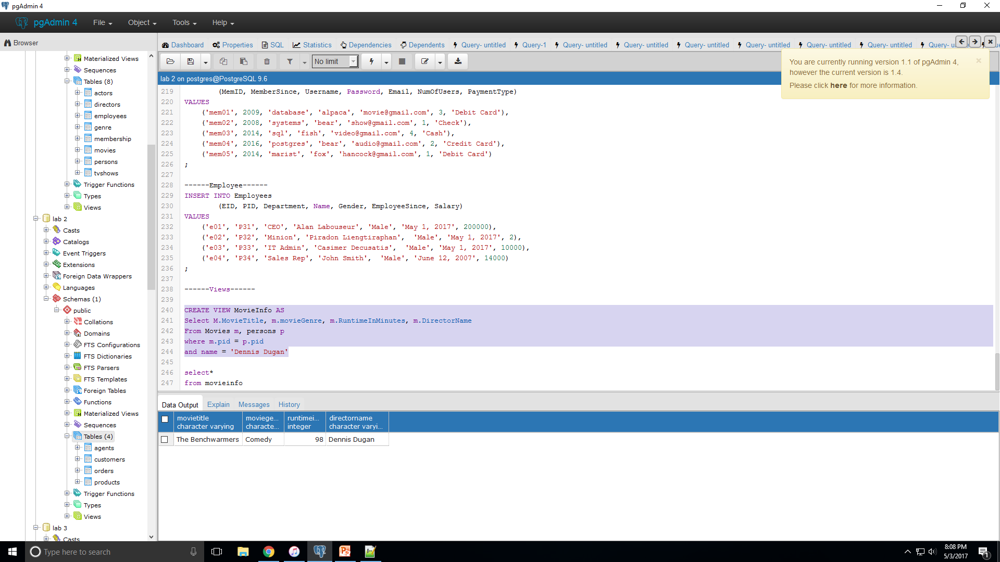 pgAdmin 4
pgAdmin 4 File Object Tools Help
Browser
Dashboard Properties SQL Statistics Dependencies Dependents Query- untitled Query-1 Query- untitled Query- untitled Query- untitled Query- untitled Query- untitled Query- untitled
No limit
You are currently running version 1.1 of pgAdmin 4,
however the current version is 1.4.
Please click here for more information.
lab 2 on postgres@PostgreSQL 9.6
Materialized Views
Sequences
Tables (8)
actors
directors
employees
genre
membership
movies
persons
tvshows
Trigger Functions
Types
Views
lab 2
Casts
Catalogs
Event Triggers
Extensions
Foreign Data Wrappers
Languages
Schemas (1)
public
Collations
Domains
FTS Configurations
FTS Dictionaries
FTS Parsers
FTS Templates
Foreign Tables
Functions
Materialized Views
Sequences
Tables (4)
agents
customers
orders
products
Trigger Functions
Types
Views
lab 3
Casts
219 (MemID, MemberSince, Username, Password, Email, NumOfUsers, PaymentType)
220 VALUES
221 ('mem01', 2009, 'database', 'alpaca', 'movie@gmail.com', 3, 'Debit Card'),
222 ('mem02', 2008, 'systems', 'bear', 'show@gmail.com', 1, 'Check'),
223 ('mem03', 2014, 'sql', 'fish', 'video@gmail.com', 4, 'Cash'),
224 ('mem04', 2016, 'postgres', 'bear', 'audio@gmail.com', 2, 'Credit Card'),
225 ('mem05', 2014, 'marist', 'fox', 'hancock@gmail.com', 1, 'Debit Card')
226 ;
227
228 ------Employee------
229 INSERT INTO Employees
230 (EID, PID, Department, Name, Gender, EmployeeSince, Salary)
231 VALUES
232 ('e01', 'P31', 'CEO', 'Alan Labouseur', 'Male', 'May 1, 2017', 200000),
233 ('e02', 'P32', 'Minion', 'Piradon Liengtiraphan', 'Male', 'May 1, 2017', 2),
234 ('e03', 'P33', 'IT Admin', 'Casimer Decusatis', 'Male', 'May 1, 2017', 10000),
235 ('e04', 'P34', 'Sales Rep', 'John Smith', 'Male', 'June 12, 2007', 14000)
236 ;
237
238 ------Views------
239
240 CREATE VIEW MovieInfo AS
241 Select M.MovieTitle, m.movieGenre, m.RuntimeInMinutes, m.DirectorName
242 From Movies m, persons p
243 where m.pid = p.pid
244 and name = 'Dennis Dugan'
245
246 select*
247 from movieinfo
Data Output Explain Messages History
movietitle moviege... runtimei... directorname
character varying characte... integer character varyi...
The Benchwarmers Comedy 98 Dennis Dugan
Type here to search
8:08 PM
5/3/2017
1